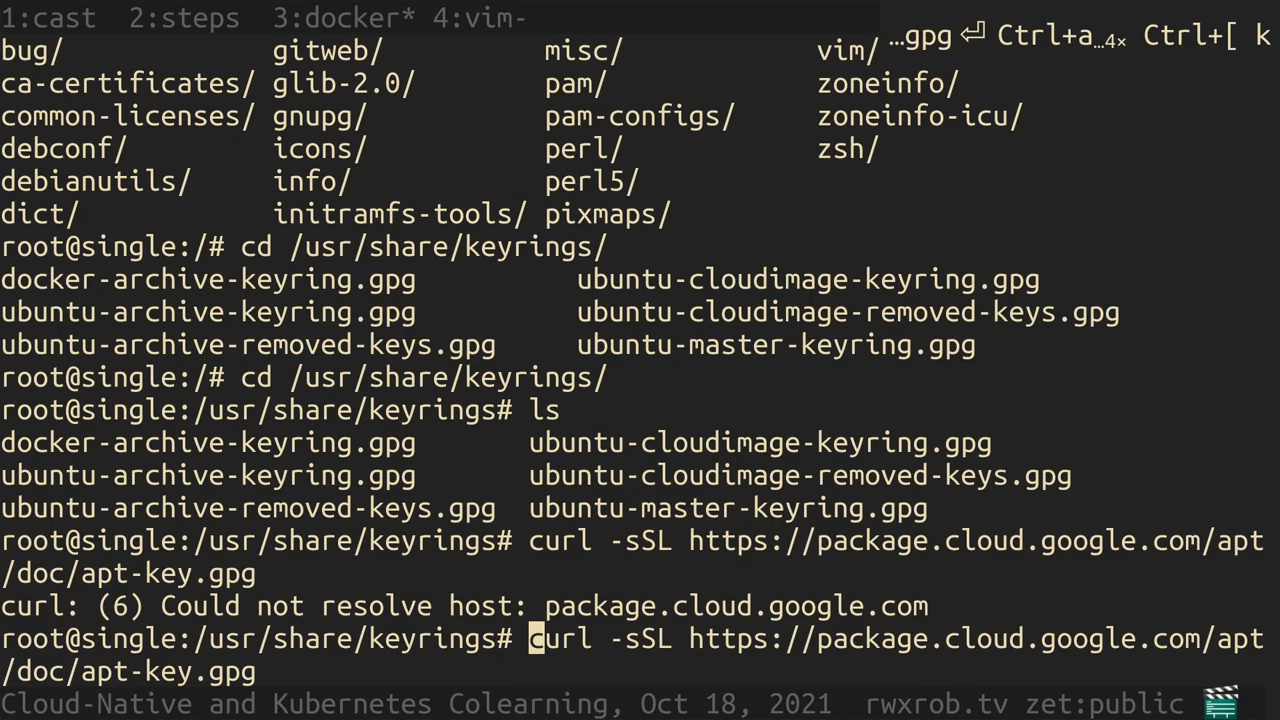 1:cast  2:steps  3:docker* 4:vim-
…gpg⏎ Ctrl+a…4× Ctrl+[ k
bug/ gitweb/ misc/ vim/
ca-certificates/ glib-2.0/ pam/ zoneinfo/
common-licenses/ gnupg/ pam-configs/ zoneinfo-icu/
debconf/ icons/ perl/ zsh/
debianutils/ info/ perl5/
dict/ initramfs-tools/ pixmaps/
root@single:/# cd /usr/share/keyrings/
docker-archive-keyring.gpg ubuntu-cloudimage-keyring.gpg
ubuntu-archive-keyring.gpg ubuntu-cloudimage-removed-keys.gpg
ubuntu-archive-removed-keys.gpg ubuntu-master-keyring.gpg
root@single:/# cd /usr/share/keyrings/
root@single:/usr/share/keyrings# ls
docker-archive-keyring.gpg ubuntu-cloudimage-keyring.gpg
ubuntu-archive-keyring.gpg ubuntu-cloudimage-removed-keys.gpg
ubuntu-archive-removed-keys.gpg ubuntu-master-keyring.gpg
root@single:/usr/share/keyrings# curl -sSL https://package.cloud.google.com/apt
/doc/apt-key.gpg
curl: (6) Could not resolve host: package.cloud.google.com
root@single:/usr/share/keyrings# curl -sSL https://package.cloud.google.com/apt
/doc/apt-key.gpg
Cloud-Native and Kubernetes Colearning, Oct 18, 2021 rwxrob.tv zet:public 🎬